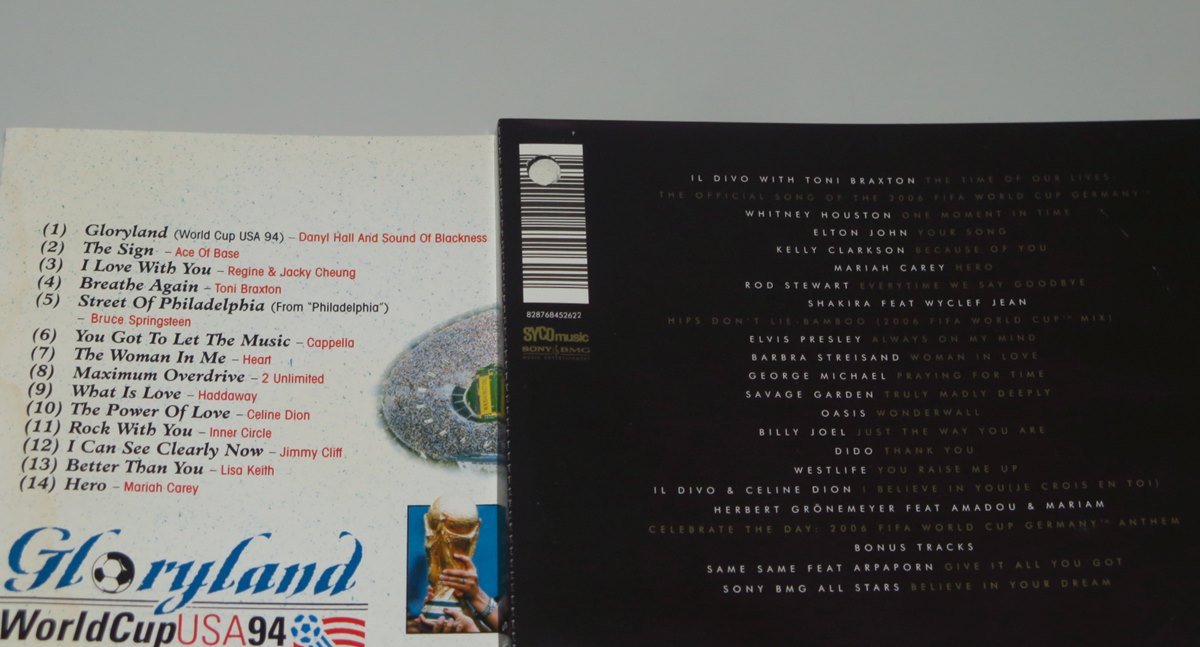 (1) Gloryland (World Cup USA 94) – Danyl Hall And Sound Of Blackness
(2) The Sign – Ace Of Base
(3) I Love With You – Regine & Jacky Cheung
(4) Breathe Again – Toni Braxton
(5) Street Of Philadelphia (From "Philadelphia")
– Bruce Springsteen
(6) You Got To Let The Music – Cappella
(7) The Woman In Me – Heart
(8) Maximum Overdrive – 2 Unlimited
(9) What Is Love – Haddaway
(10) The Power Of Love – Celine Dion
(11) Rock With You – Inner Circle
(12) I Can See Clearly Now – Jimmy Cliff
(13) Better Than You – Lisa Keith
(14) Hero – Mariah Carey
Gloryland
WorldCupUSA94
828768452622
SYCOmusic
SONY BMG
MUSIC ENTERTAINMENT
IL DIVO WITH TONI BRAXTON THE TIME OF OUR LIVES
THE OFFICIAL SONG OF THE 2006 FIFA WORLD CUP GERMANY™
WHITNEY HOUSTON ONE MOMENT IN TIME
ELTON JOHN YOUR SONG
KELLY CLARKSON BECAUSE OF YOU
MARIAH CAREY HERO
ROD STEWART EVERYTIME WE SAY GOODBYE
SHAKIRA FEAT WYCLEF JEAN
HIPS DON'T LIE-BAMBOO (2006 FIFA WORLD CUP™ MIX)
ELVIS PRESLEY ALWAYS ON MY MIND
BARBRA STREISAND WOMAN IN LOVE
GEORGE MICHAEL PRAYING FOR TIME
SAVAGE GARDEN TRULY MADLY DEEPLY
OASIS WONDERWALL
BILLY JOEL JUST THE WAY YOU ARE
DIDO THANK YOU
WESTLIFE YOU RAISE ME UP
IL DIVO & CELINE DION I BELIEVE IN YOU(JE CROIS EN TOI)
HERBERT GRÖNEMEYER FEAT AMADOU & MARIAM
CELEBRATE THE DAY: 2006 FIFA WORLD CUP GERMANY™ ANTHEM
BONUS TRACKS
SAME SAME FEAT ARPAPORN GIVE IT ALL YOU GOT
SONY BMG ALL STARS BELIEVE IN YOUR DREAM